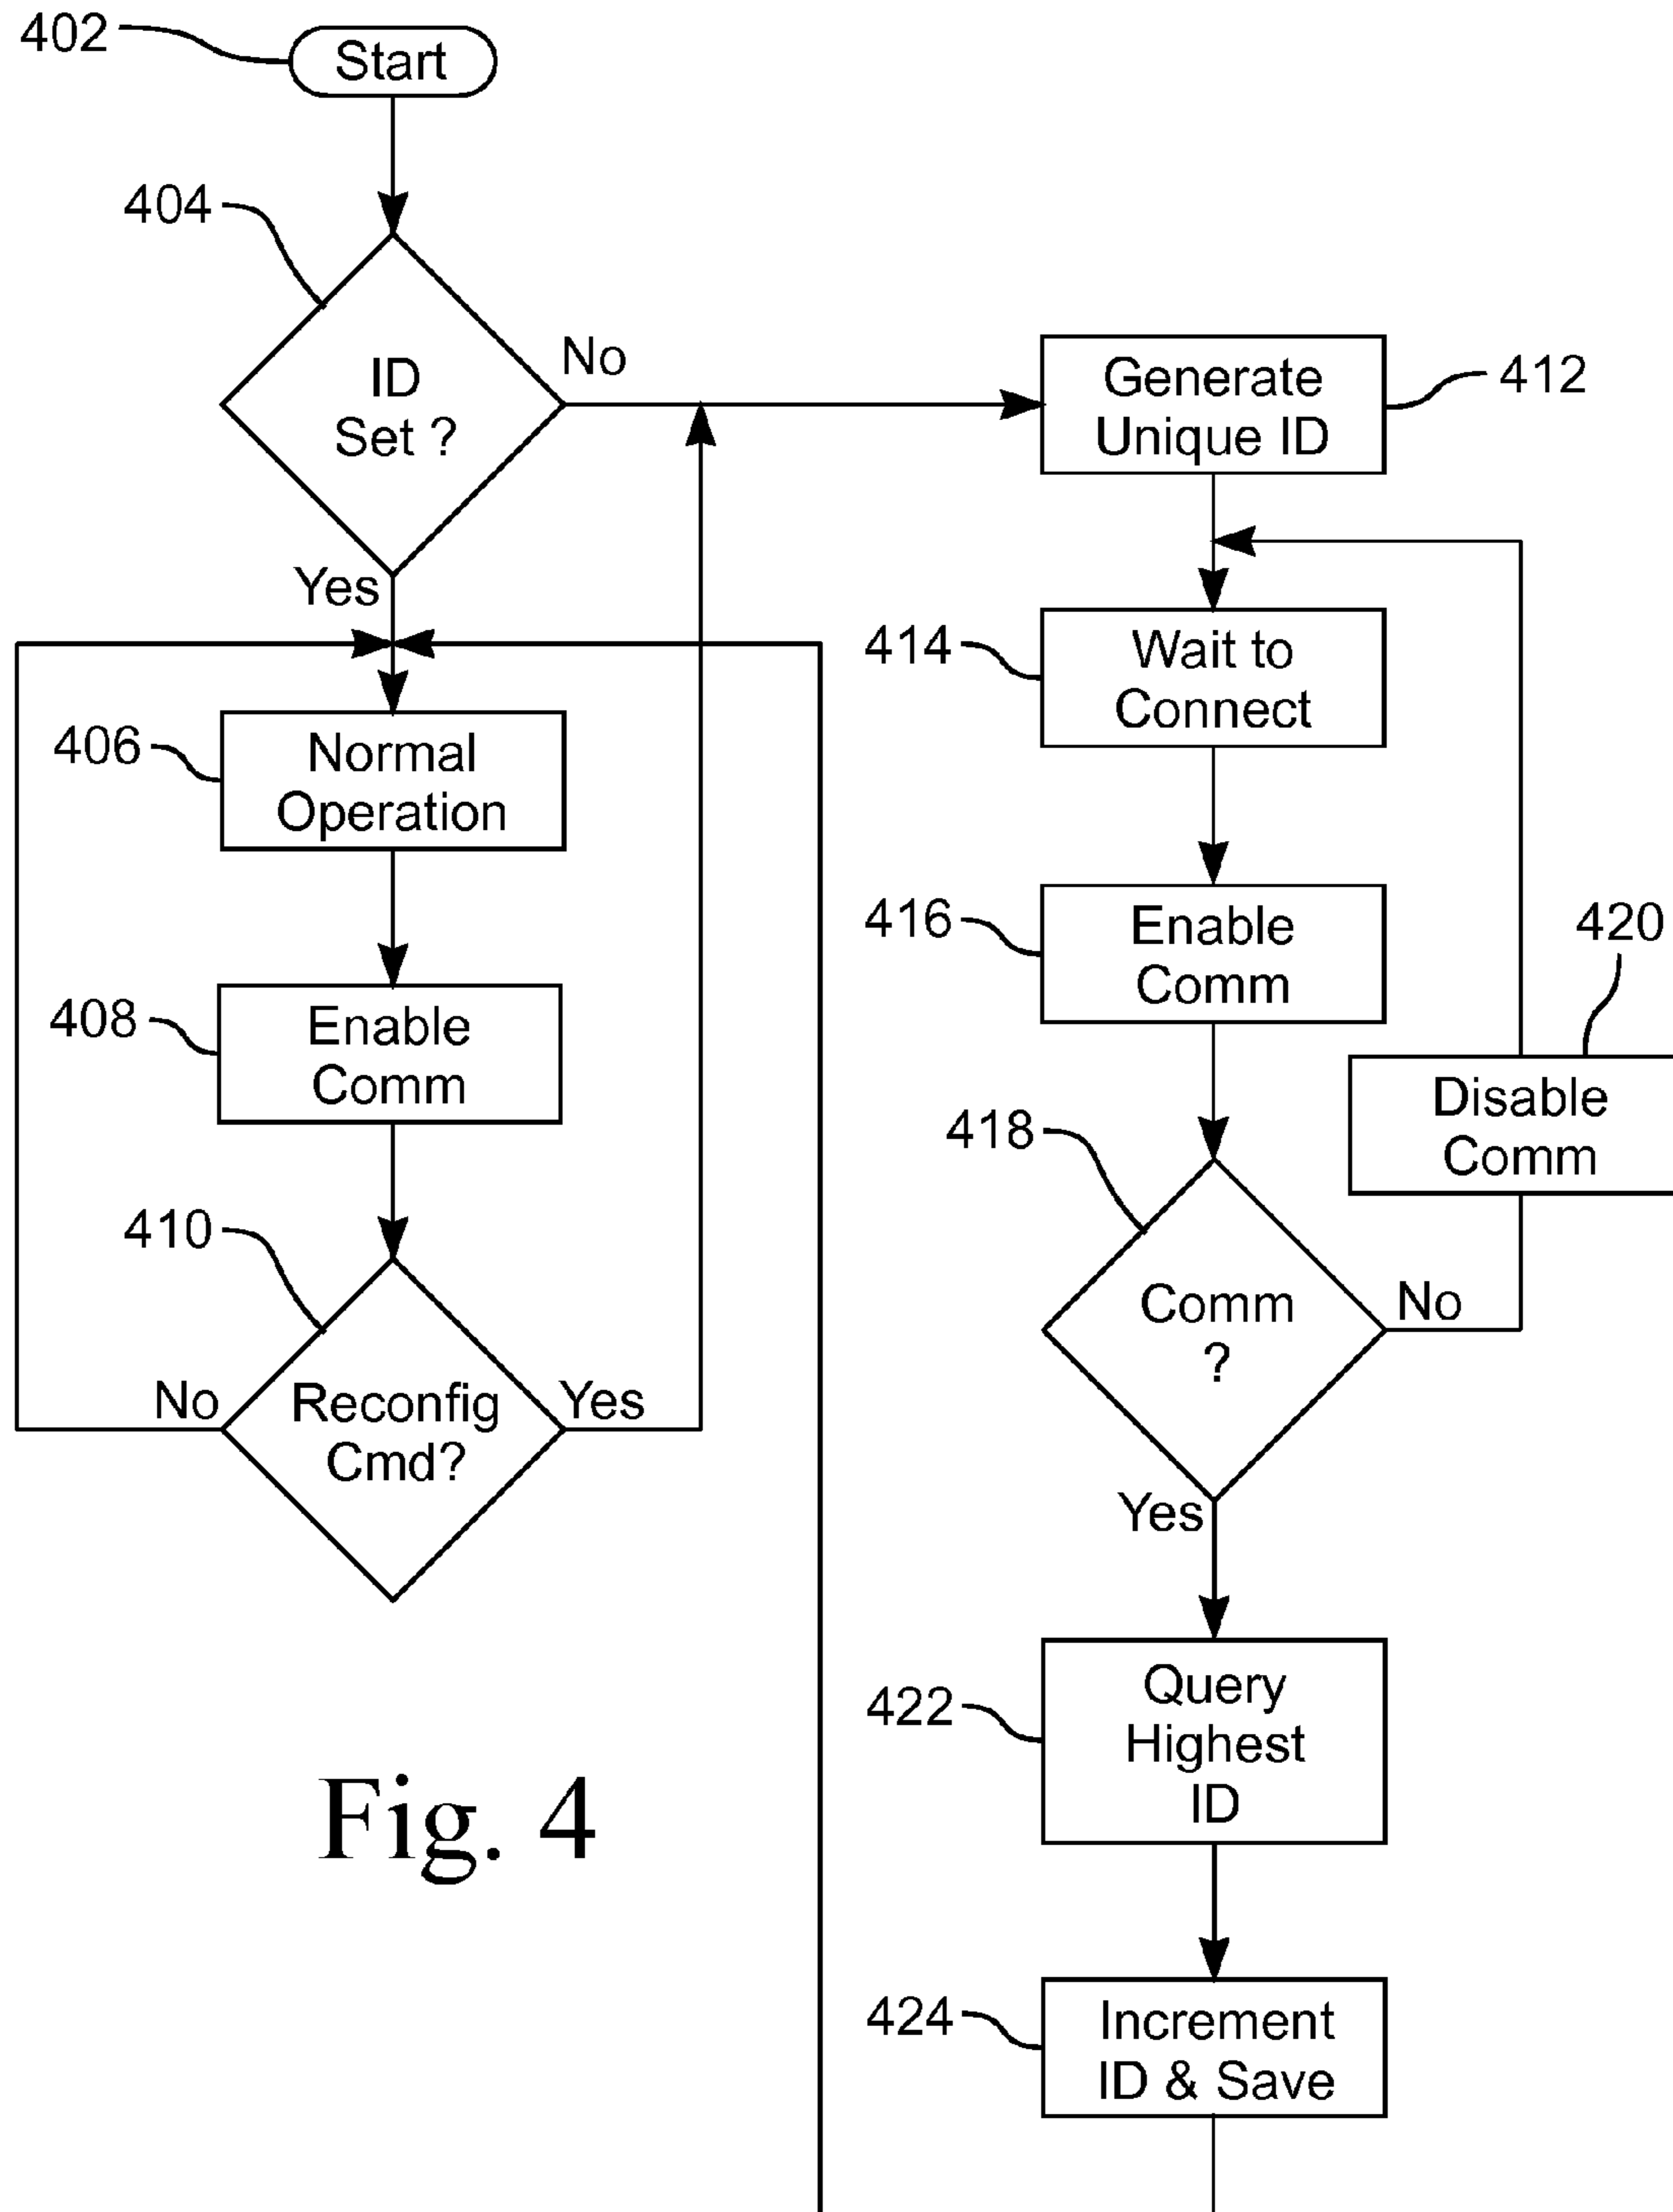 402
Start
404
ID
Set ?
No
Yes
406
Normal
Operation
408
Enable
Comm
410
Reconfig
Cmd?
No
Yes
Generate
Unique ID
412
414
Wait to
Connect
416
Enable
Comm
420
Disable
Comm
418
Comm
?
No
Yes
422
Query
Highest
ID
424
Increment
ID & Save
Fig. 4